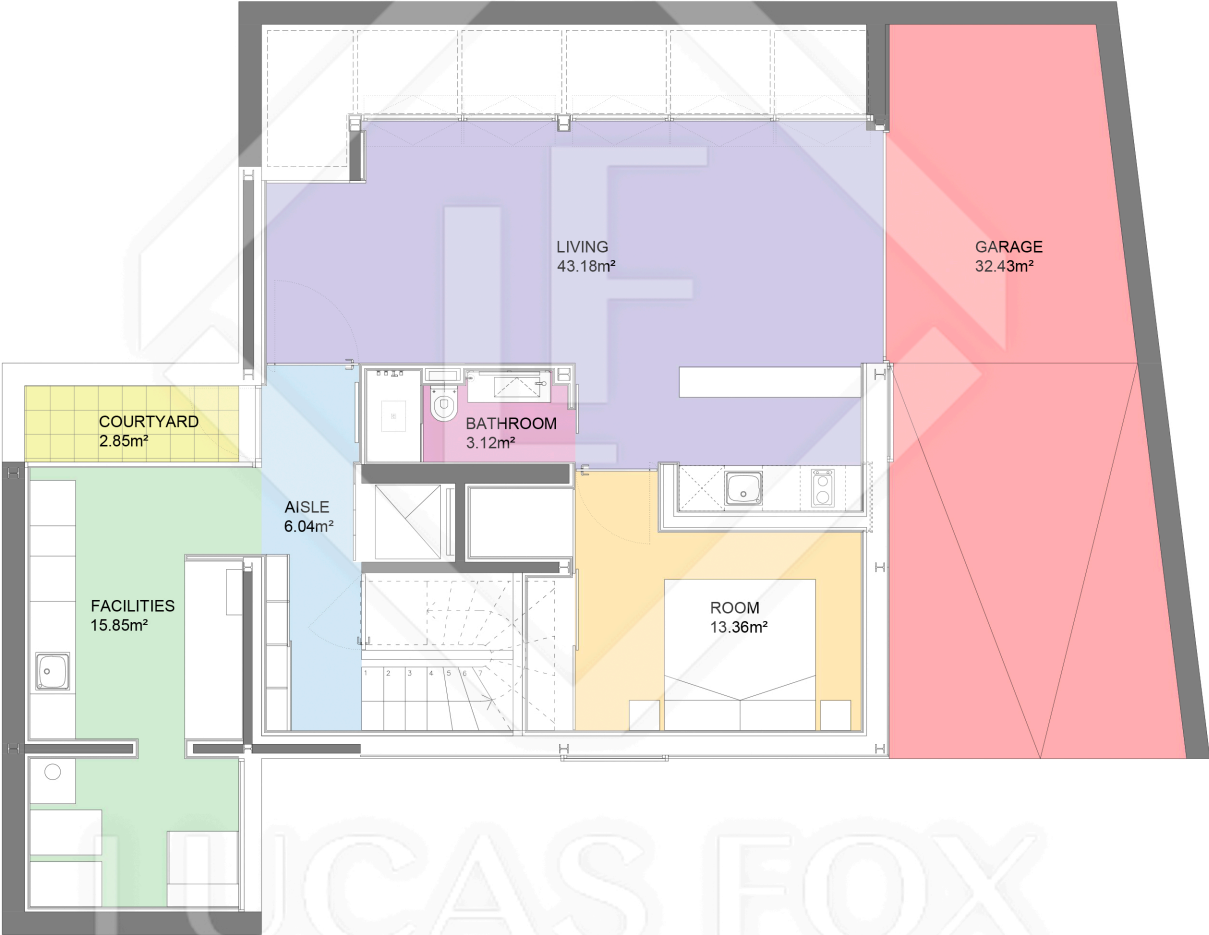 LIVING
43.18m²
GARAGE
32.43m²
COURTYARD
2.85m²
BATHROOM
3.12m²
AISLE
6.04m²
FACILITIES
15.85m²
ROOM
13.36m²
1 2 3 4 5 6 7
LF
LUCAS FOX